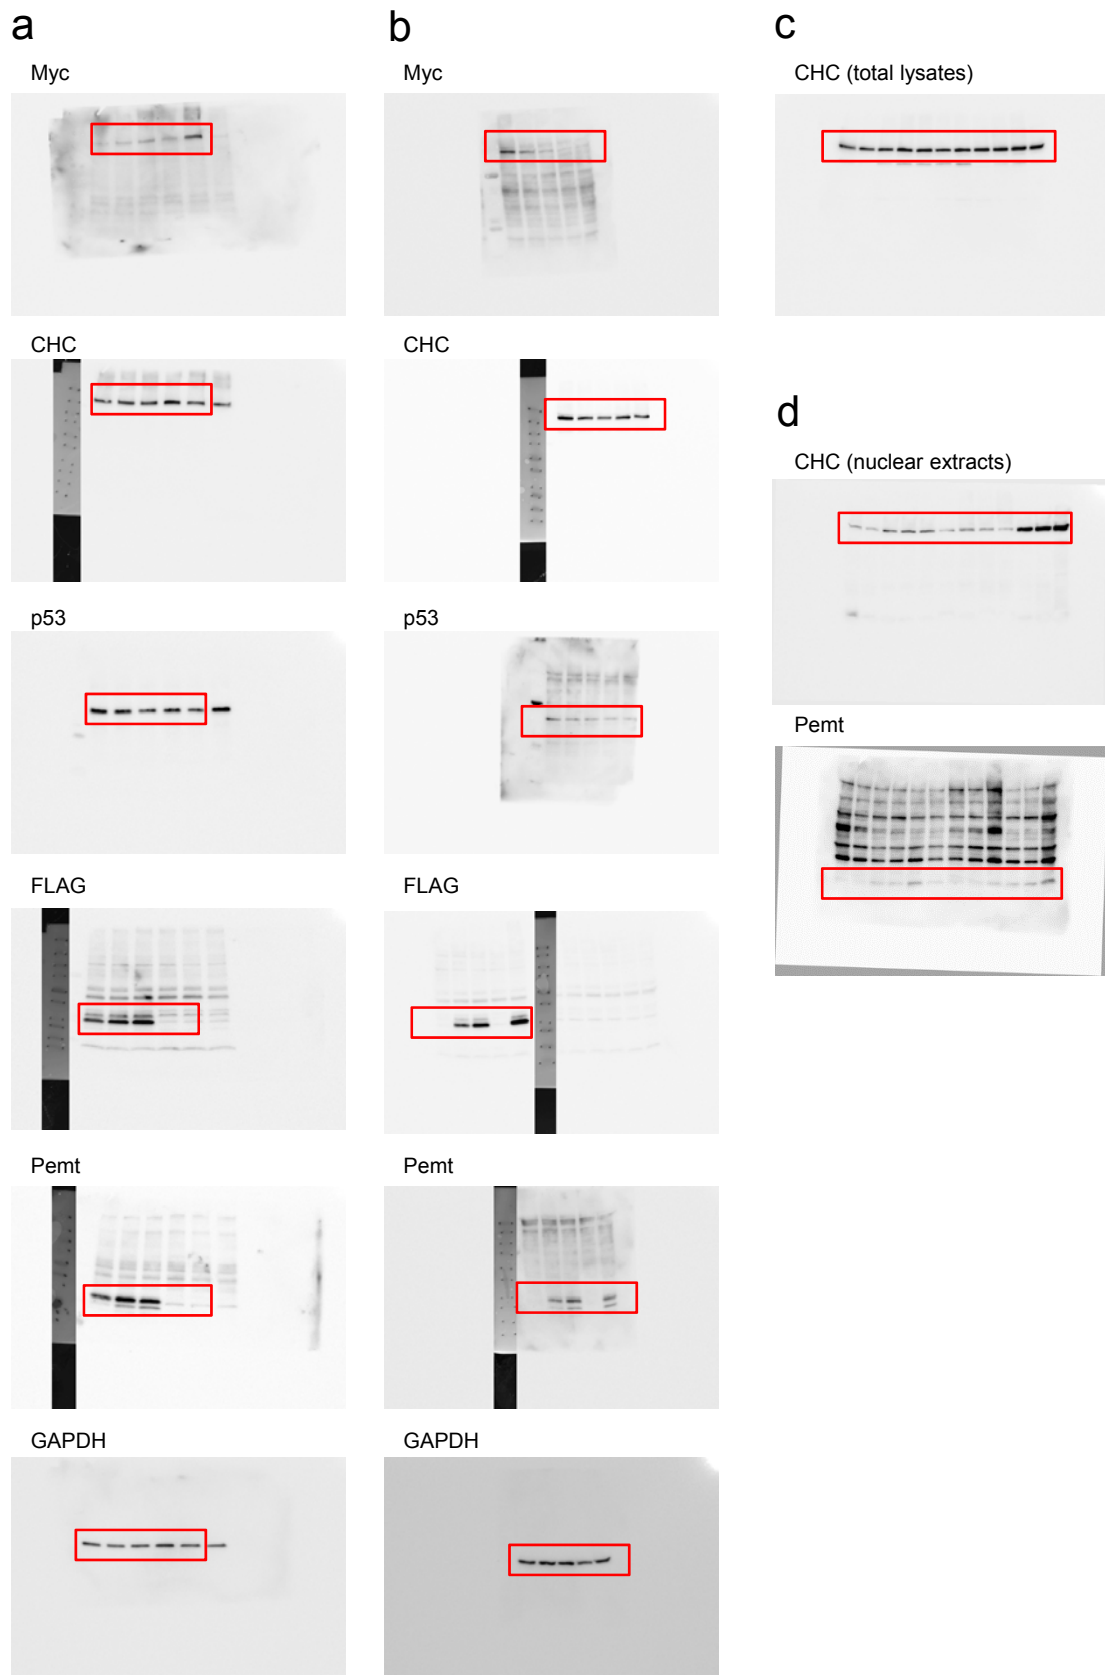 a
Myc
CHC
p53
FLAG
Pemt
GAPDH
b
Myc
CHC
p53
FLAG
Pemt
GAPDH
c
CHC (total lysates)
d
CHC (nuclear extracts)
Pemt